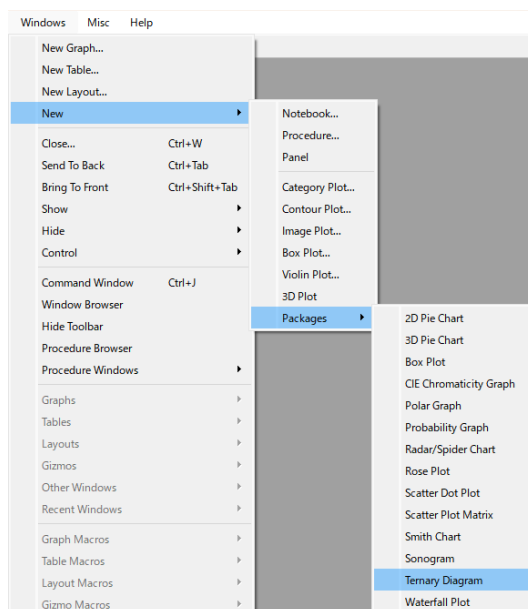 Windows Misc Help
New Graph...
New Table...
New Layout...
New
Close... Ctrl+W
Send To Back Ctrl+Tab
Bring To Front Ctrl+Shift+Tab
Show
Hide
Control
Command Window Ctrl+J
Window Browser
Hide Toolbar
Procedure Browser
Procedure Windows
Graphs
Tables
Layouts
Gizmos
Other Windows
Recent Windows
Graph Macros
Table Macros
Layout Macros
Gizmo Macros
Notebook...
Procedure...
Panel
Category Plot...
Contour Plot...
Image Plot...
Box Plot...
Violin Plot...
3D Plot
Packages
2D Pie Chart
3D Pie Chart
Box Plot
CIE Chromaticity Graph
Polar Graph
Probability Graph
Radar/Spider Chart
Rose Plot
Scatter Dot Plot
Scatter Plot Matrix
Smith Chart
Sonogram
Ternary Diagram
Waterfall Plot